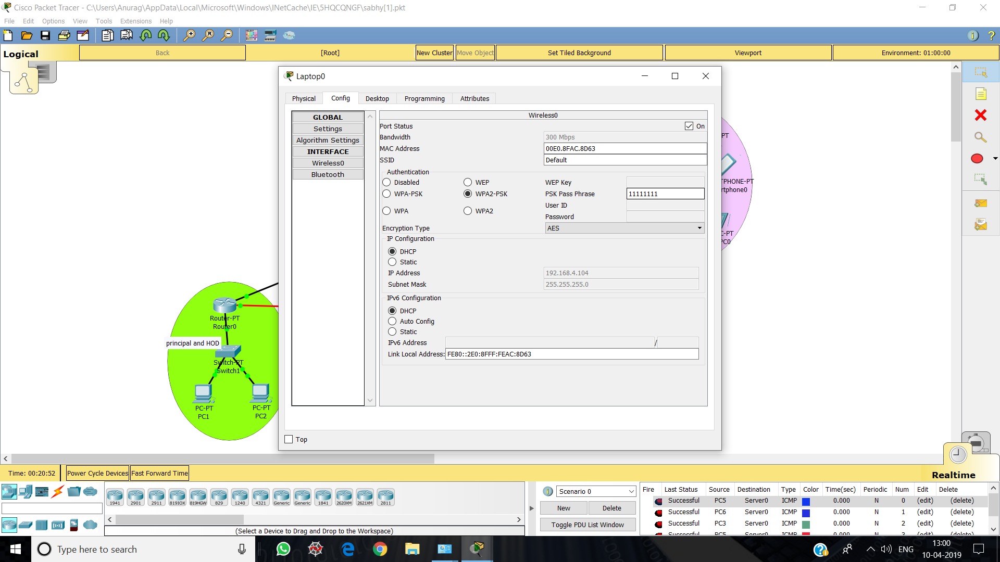 Cisco Packet Tracer - C:\Users\Anurag\AppData\Local\Microsoft\Windows\INetCache\IE\5HQCQNGF\sabhy[1].pkt
File Edit Options View Tools Extensions Help
Logical Back [Root] New Cluster Move Object Set Tiled Background Viewport Environment: 01:00:00
Laptop0
Physical Config Desktop Programming Attributes
GLOBAL
Settings
Algorithm Settings
INTERFACE
Wireless0
Bluetooth
Wireless0
Port Status On
Bandwidth 300 Mbps
MAC Address 00E0.8FAC.8D63
SSID Default
Authentication
Disabled WEP WEP Key
WPA-PSK WPA2-PSK PSK Pass Phrase 11111111
User ID
WPA WPA2
Password
Encryption Type AES
IP Configuration
DHCP
Static
IP Address 192.168.4.104
Subnet Mask 255.255.255.0
IPv6 Configuration
DHCP
Auto Config
Static
IPv6 Address /
Link Local Address: FE80::2E0:8FFF:FEAC:8D63
Top
PT
TPHONE-PT
rtphone0
C-PT
PC0
Router-PT
Router0
principal and HOD
Switch-PT
Switch1
PC-PT
PC1
PC-PT
PC2
Time: 00:20:52 Power Cycle Devices Fast Forward Time
Realtime
1941 2901 2911 819IOX 819HGW 829 1240 4321 Generic Generic 1841 2620XM 2621XM 2811
(Select a Device to Drag and Drop to the Workspace)
Scenario 0
New Delete
Toggle PDU List Window
Fire Last Status Source Destination Type Color Time(sec) Periodic Num Edit Delete
Successful PC5 Server0 ICMP 0.000 N 0 (edit) (delete)
Successful PC6 Server0 ICMP 0.000 N 1 (edit) (delete)
Successful PC3 Server0 ICMP 0.000 N 2 (edit) (delete)
Successful PC5 Server0 ICMP 0.000 N 3 (edit) (delete)
Type here to search
ENG
13:00
10-04-2019